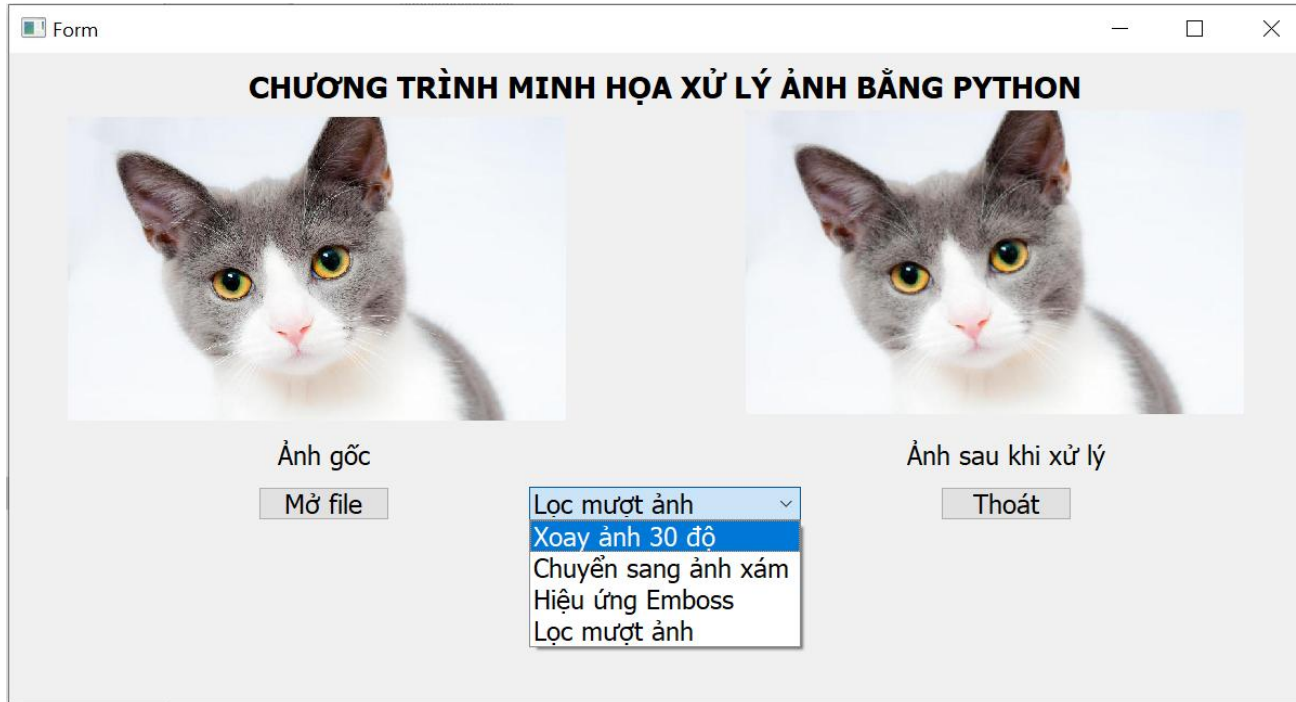 Form
CHƯƠNG TRÌNH MINH HỌA XỬ LÝ ẢNH BẰNG PYTHON
Ảnh gốc
Ảnh sau khi xử lý
Mở file
Lọc mượt ảnh
Thoát
Xoay ảnh 30 độ
Chuyển sang ảnh xám
Hiệu ứng Emboss
Lọc mượt ảnh